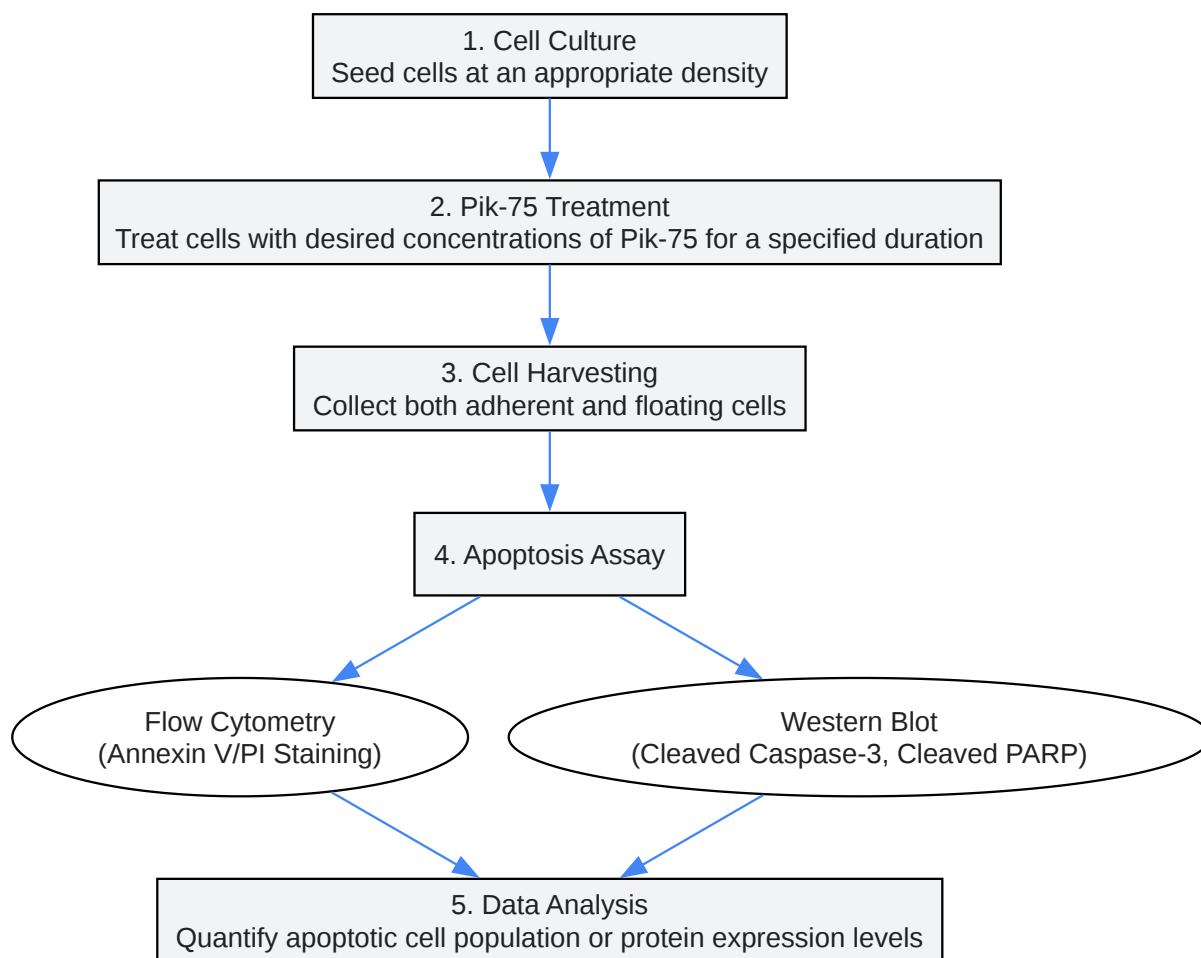 1. Cell Culture
Seed cells at an appropriate density
2. Pik-75 Treatment
Treat cells with desired concentrations of Pik-75 for a specified duration
3. Cell Harvesting
Collect both adherent and floating cells
4. Apoptosis Assay
Flow Cytometry
(Annexin V/PI Staining)
Western Blot
(Cleaved Caspase-3, Cleaved PARP)
5. Data Analysis
Quantify apoptotic cell population or protein expression levels